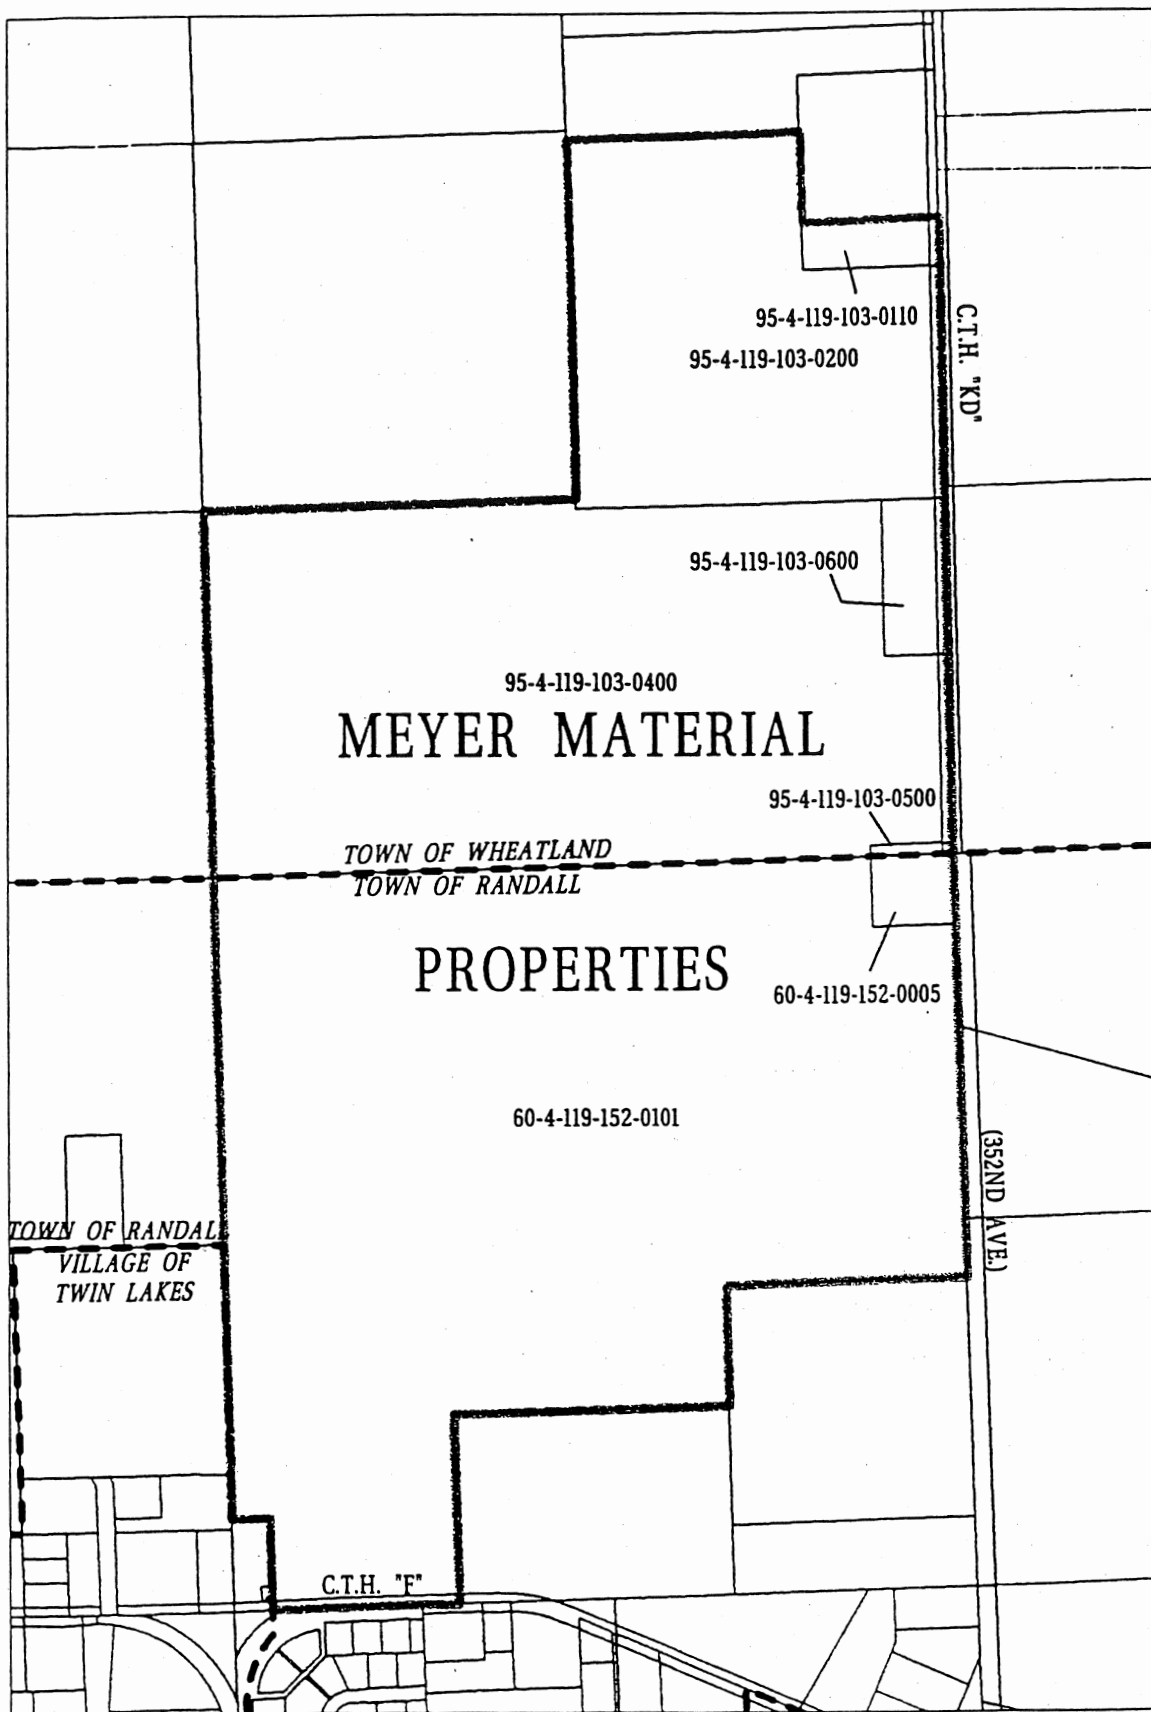 95-4-119-103-0110
95-4-119-103-0200
C.T.H. "KD"
95-4-119-103-0600
95-4-119-103-0400
MEYER MATERIAL
95-4-119-103-0500
TOWN OF WHEATLAND
TOWN OF RANDALL
PROPERTIES
60-4-119-152-0005
60-4-119-152-0101
(352ND AVE.)
TOWN OF RANDALL
VILLAGE OF
TWIN LAKES
C.T.H. "F"